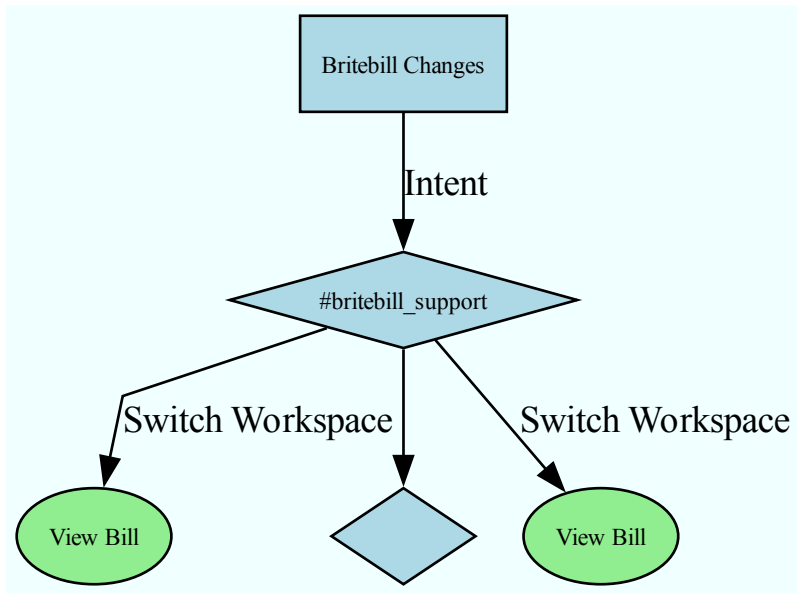 Britebill Changes
Intent
#britebill_support
Switch Workspace
Switch Workspace
View Bill
View Bill